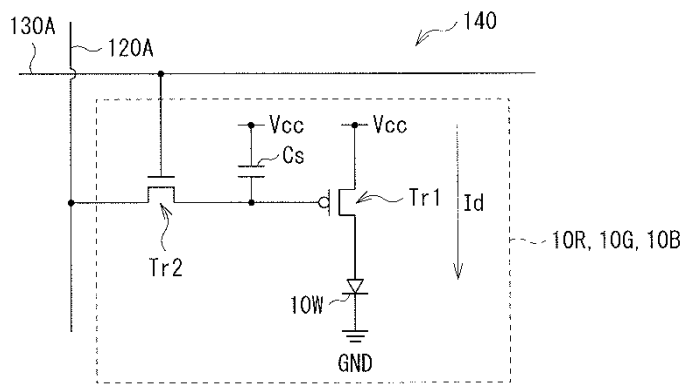 130A
120A
140
Vcc
Vcc
Cs
Tr1
Id
Tr2
10R, 10G, 10B
10W
GND